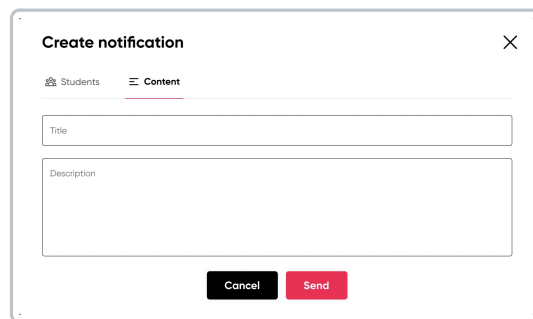 Create notification
Students
Content
Title
Description
Cancel
Send